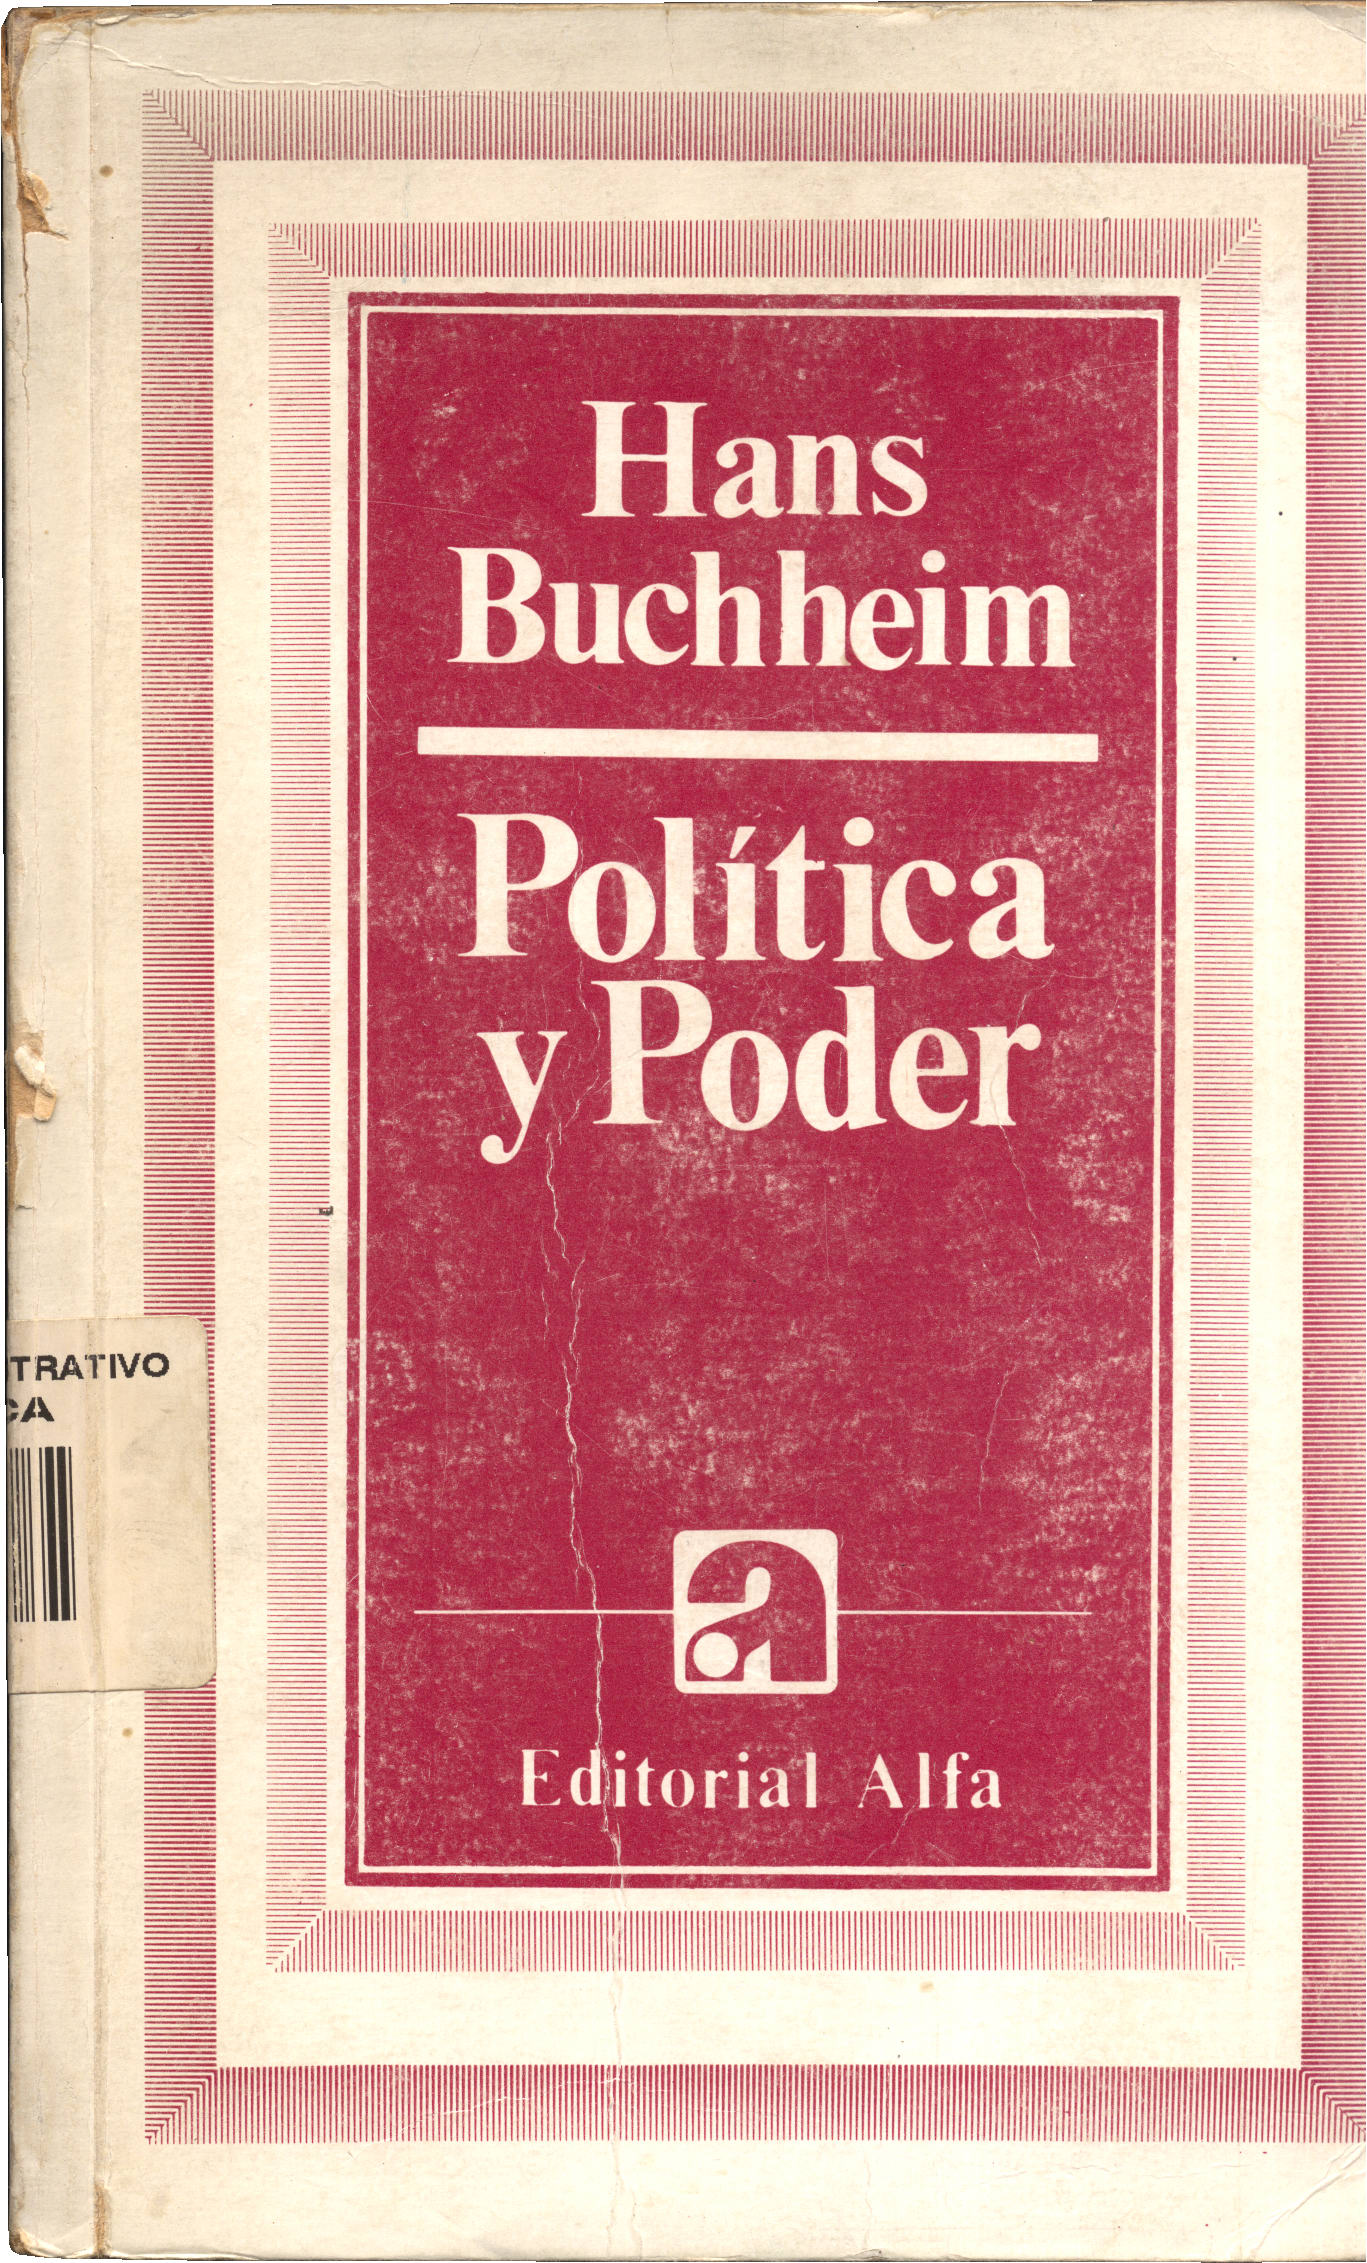 Hans
Buchheim
Política
y Poder
TRATIVO
CA
a
Editorial Alfa